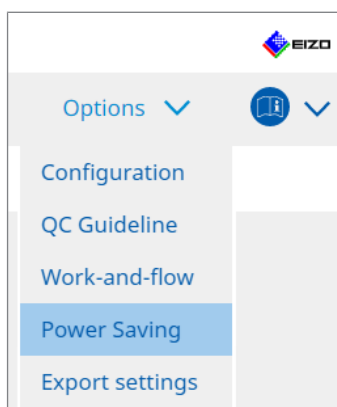 EIZO
Options
Configuration
QC Guideline
Work-and-flow
Power Saving
Export settings